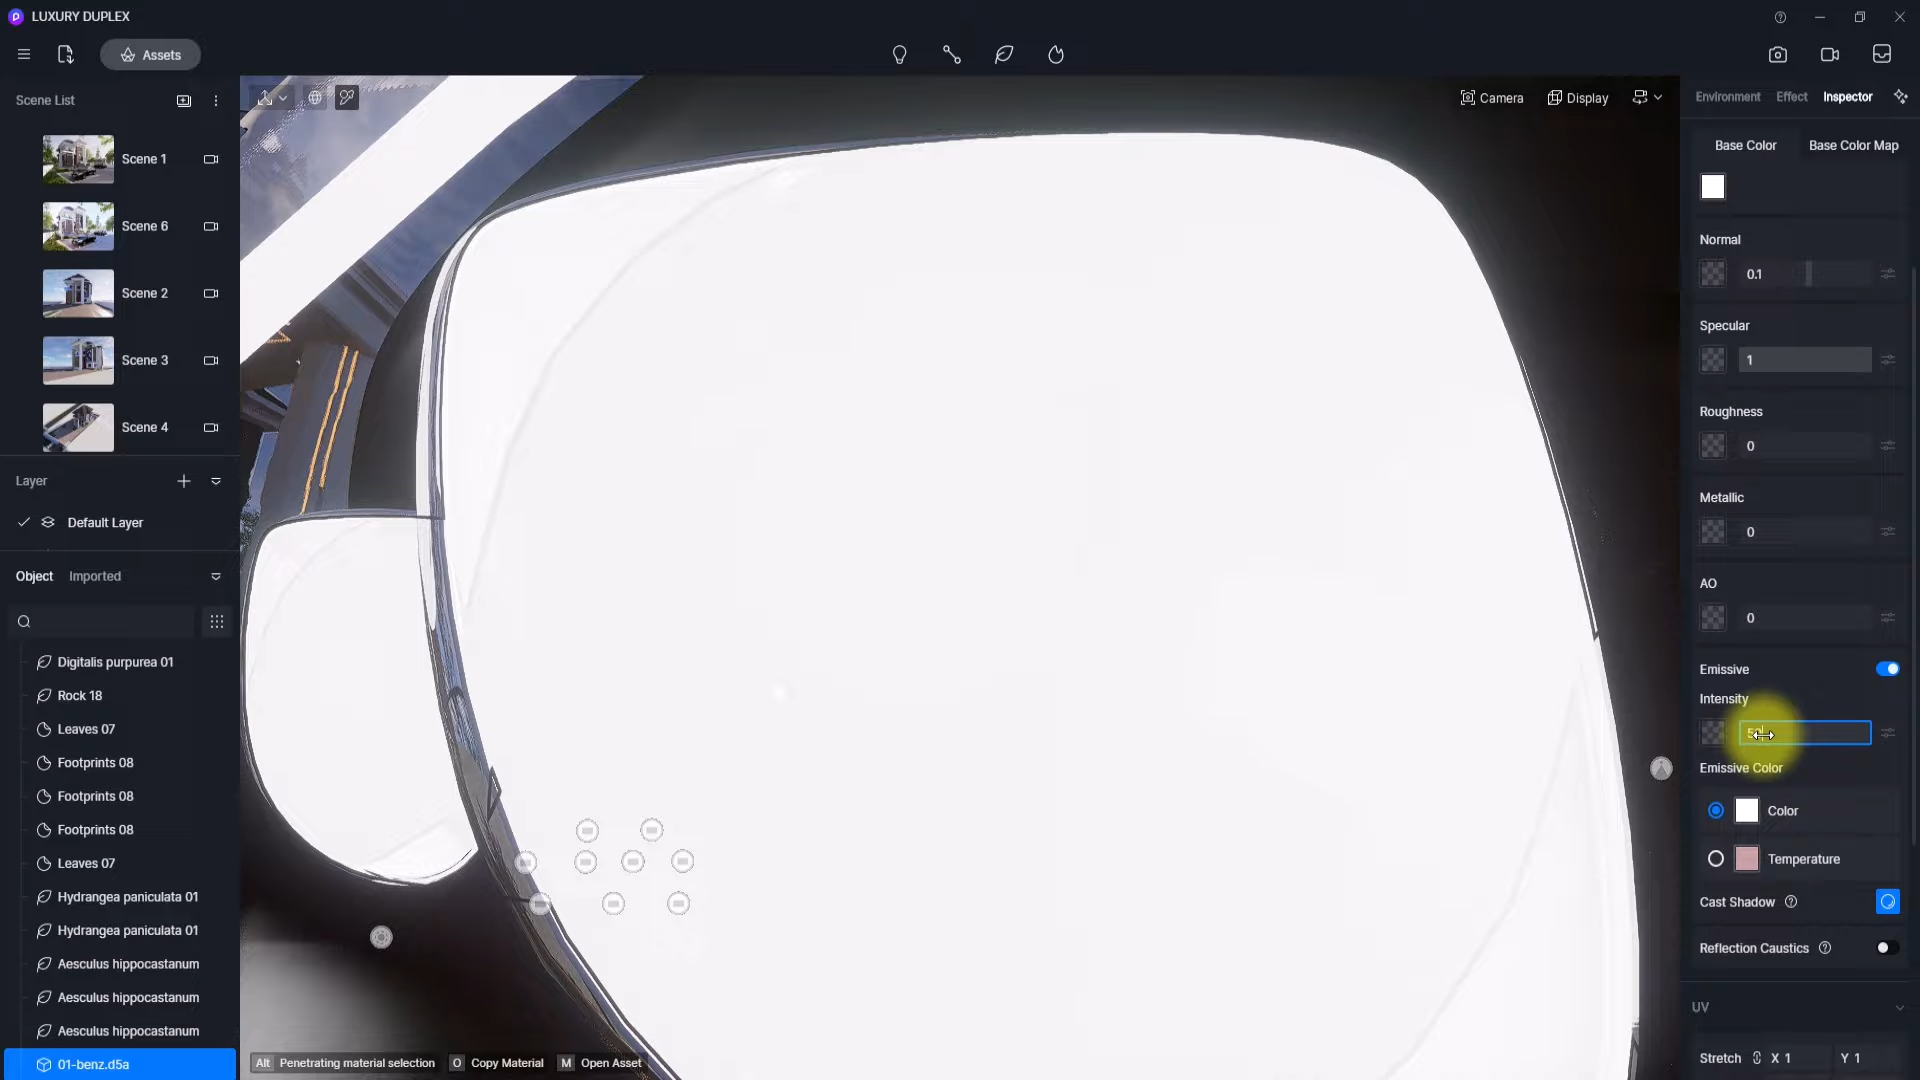 LUXURY DUPLEX
Assets
Scene List
Scene 1
Scene 6
Scene 2
Scene 3
Scene 4
Layer
Default Layer
Object Imported
Digitalis purpurea 01
Rock 18
Leaves 07
Footprints 08
Footprints 08
Footprints 08
Leaves 07
Hydrangea paniculata 01
Hydrangea paniculata 01
Aesculus hippocastanum
Aesculus hippocastanum
Aesculus hippocastanum
01-benz.d5a
Camera Display
Alt Penetrating material selection O Copy Material M Open Asset
Environment Effect Inspector
Base Color Base Color Map
Normal
0.1
Specular
1
Roughness
0
Metallic
0
AO
0
Emissive
Intensity
Emissive Color
Color
Temperature
Cast Shadow
Reflection Caustics
UV
Stretch X 1 Y 1